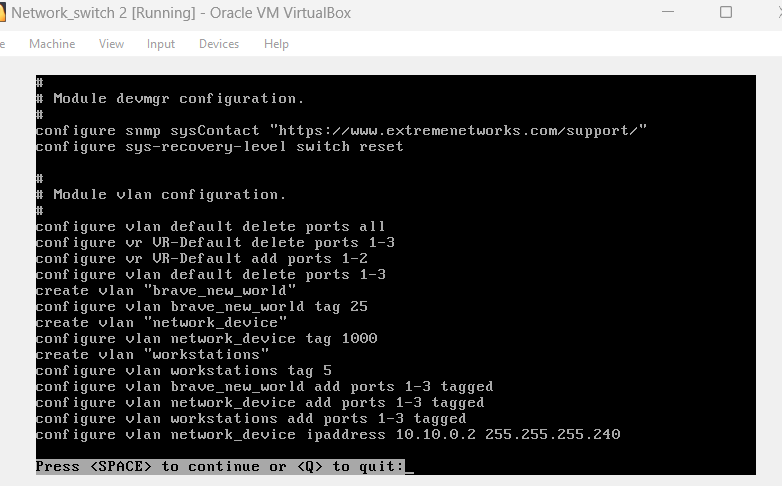 Network_switch 2 [Running] - Oracle VM VirtualBox
e Machine View Input Devices Help
#
# Module devmgr configuration.
#
configure snmp sysContact "https://www.extremenetworks.com/support/"
configure sys-recovery-level switch reset
#
# Module vlan configuration.
#
configure vlan default delete ports all
configure vr VR-Default delete ports 1-3
configure vr VR-Default add ports 1-2
configure vlan default delete ports 1-3
create vlan "brave_new_world"
configure vlan brave_new_world tag 25
create vlan "network_device"
configure vlan network_device tag 1000
create vlan "workstations"
configure vlan workstations tag 5
configure vlan brave_new_world add ports 1-3 tagged
configure vlan network_device add ports 1-3 tagged
configure vlan workstations add ports 1-3 tagged
configure vlan network_device ipaddress 10.10.0.2 255.255.255.240
Press <SPACE> to continue or <Q> to quit:_